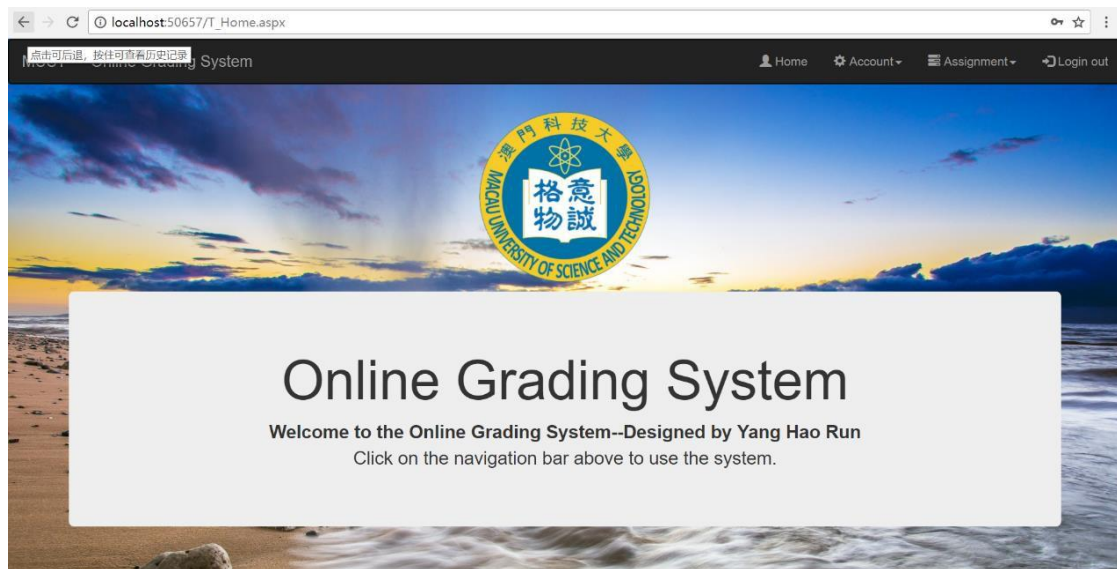 localhost:50657/T_Home.aspx
点击可后退，按住可查看历史记录
Online Grading System
Home
Account
Assignment
Login out
澳門科技大學
MACAU UNIVERSITY OF SCIENCE AND TECHNOLOGY
格意
物誠
Online Grading System
Welcome to the Online Grading System--Designed by Yang Hao Run
Click on the navigation bar above to use the system.